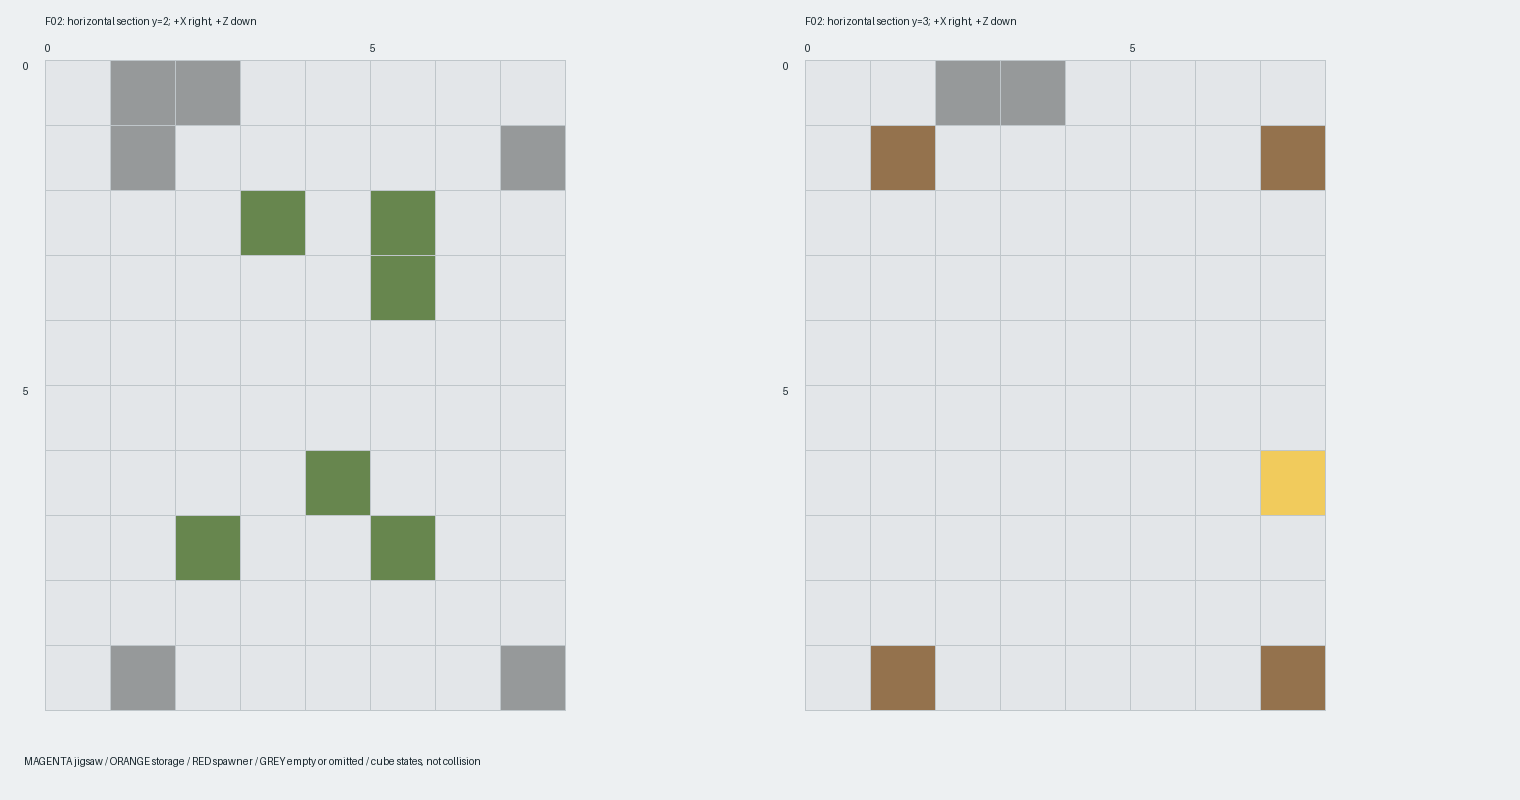 F02: horizontal section y=2; +X right, +Z down
F02: horizontal section y=3; +X right, +Z down
0 5
0 5
0
0
5
5
MAGENTA jigsaw / ORANGE storage / RED spawner / GREY empty or omitted / cube states, not collision